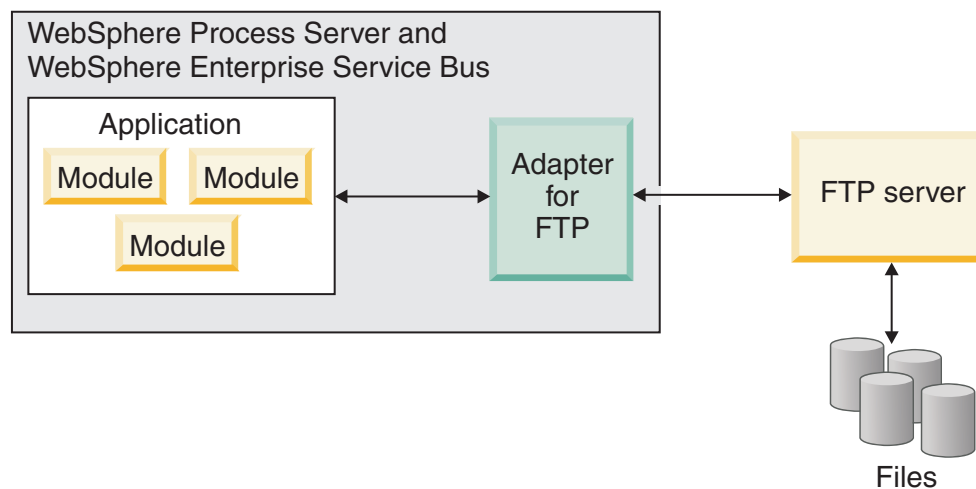 WebSphere Process Server and
WebSphere Enterprise Service Bus
Application
Module
Module
Module
Adapter
for
FTP
FTP server
Files